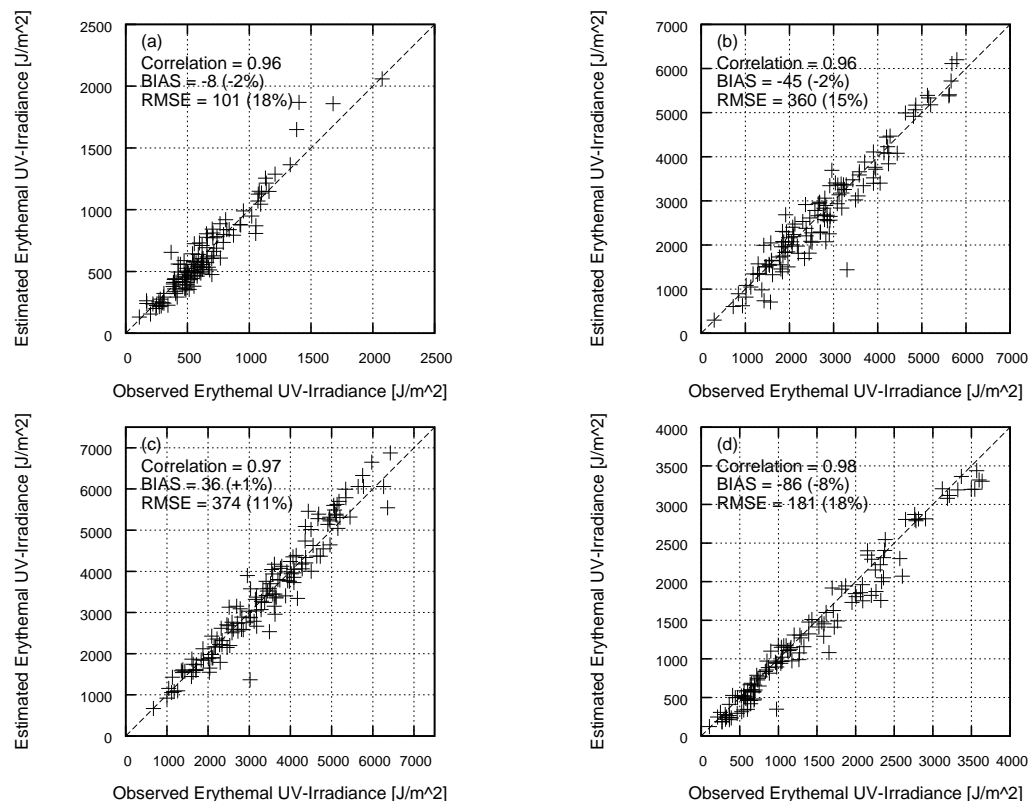 Estimated Erythemal UV-Irradiance [J/m^2]
2500
2000
1500
1000
500
0
(a)
Correlation = 0.96
BIAS = -8 (-2%)
RMSE = 101 (18%)
0 500 1000 1500 2000 2500
Observed Erythemal UV-Irradiance [J/m^2]
Estimated Erythemal UV-Irradiance [J/m^2]
7000
6000
5000
4000
3000
2000
1000
0
(b)
Correlation = 0.96
BIAS = -45 (-2%)
RMSE = 360 (15%)
0 1000 2000 3000 4000 5000 6000 7000
Observed Erythemal UV-Irradiance [J/m^2]
Estimated Erythemal UV-Irradiance [J/m^2]
7000
6000
5000
4000
3000
2000
1000
0
(c)
Correlation = 0.97
BIAS = 36 (+1%)
RMSE = 374 (11%)
0 1000 2000 3000 4000 5000 6000 7000
Observed Erythemal UV-Irradiance [J/m^2]
Estimated Erythemal UV-Irradiance [J/m^2]
4000
3500
3000
2500
2000
1500
1000
500
0
(d)
Correlation = 0.98
BIAS = -86 (-8%)
RMSE = 181 (18%)
0 500 1000 1500 2000 2500 3000 3500 4000
Observed Erythemal UV-Irradiance [J/m^2]